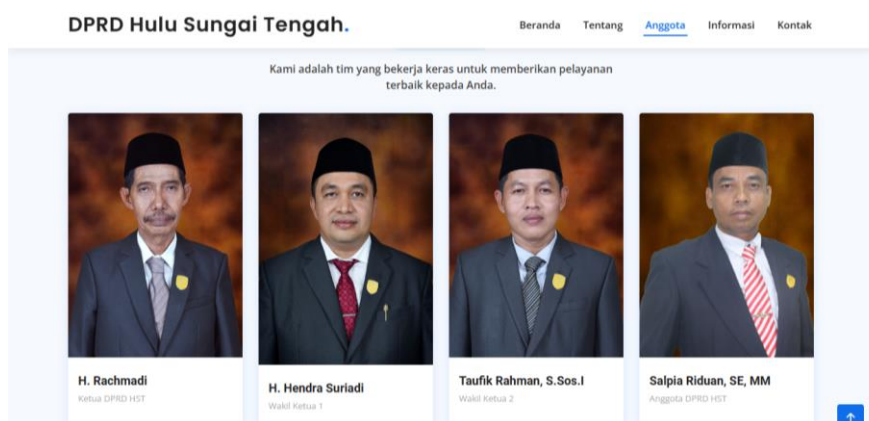 DPRD Hulu Sungai Tengah.
Beranda Tentang Anggota Informasi Kontak
Kami adalah tim yang bekerja keras untuk memberikan pelayanan
terbaik kepada Anda.
H. Rachmadi
Ketua DPRD HST
H. Hendra Suriadi
Wakil Ketua 1
Taufik Rahman, S.Sos.I
Wakil Ketua 2
Salpia Riduan, SE, MM
Anggota DPRD HST